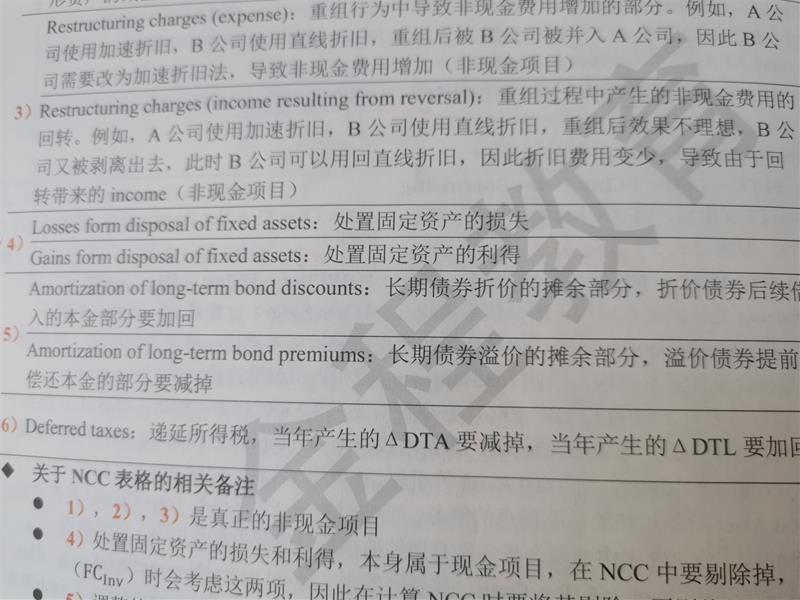 Restructuring charges (expense)：重组行为中导致非现金费用增加的部分。例如，A 公
司使用加速折旧，B 公司使用直线折旧，重组后被 B 公司被并入 A 公司，因此 B 公
司需要改为加速折旧法，导致非现金费用增加（非现金项目）
3）Restructuring charges (income resulting from reversal)：重组过程中产生的非现金费用的
回转。例如，A 公司使用加速折旧，B 公司使用直线折旧，重组后效果不理想，B 公
司又被剥离出去，此时 B 公司可以用回直线折旧，因此折旧费用变少，导致由于回
转带来的 income（非现金项目）
Losses form disposal of fixed assets：处置固定资产的损失
4）
Gains form disposal of fixed assets：处置固定资产的利得
Amortization of long-term bond discounts：长期债券折价的摊余部分，折价债券后续
入的本金部分要加回
5）
Amortization of long-term bond premiums：长期债券溢价的摊余部分，溢价债券提前
偿还本金的部分要减掉
6）Deferred taxes：递延所得税，当年产生的 Δ DTA 要减掉，当年产生的 Δ DTL 要加回
◆ 关于 NCC 表格的相关备注
● 1），2），3）是真正的非现金项目
● 4）处置固定资产的损失和利得，本身属于现金项目，在 NCC 中要剔除掉，
（FCInv）时会考虑这两项，因此在计算 NCC 时要将其剔除
金程教育